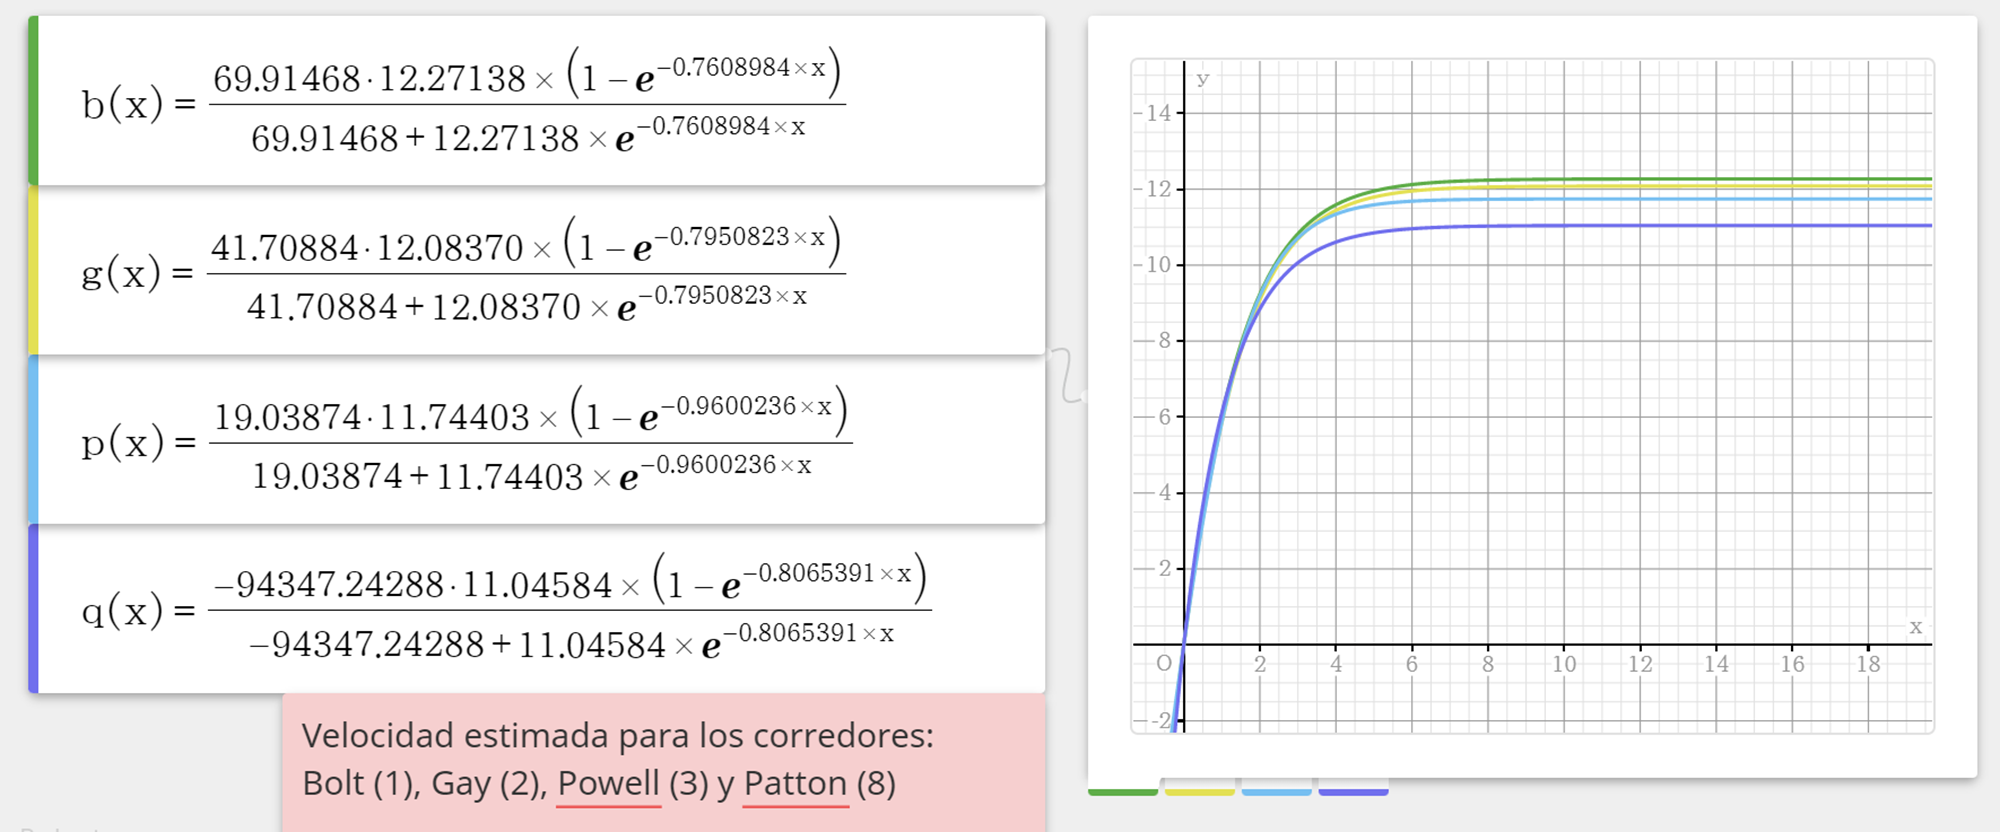 b(x) = 69.91468·12.27138×(1−e^−0.7608984×x) / 69.91468+12.27138×e^−0.7608984×x
g(x) = 41.70884·12.08370×(1−e^−0.7950823×x) / 41.70884+12.08370×e^−0.7950823×x
p(x) = 19.03874·11.74403×(1−e^−0.9600236×x) / 19.03874+11.74403×e^−0.9600236×x
q(x) = −94347.24288·11.04584×(1−e^−0.8065391×x) / −94347.24288+11.04584×e^−0.8065391×x
Velocidad estimada para los corredores:
Bolt (1), Gay (2), Powell (3) y Patton (8)
y
14
12
10
8
6
4
2
x
O 2 4 6 8 10 12 14 16 18
-2